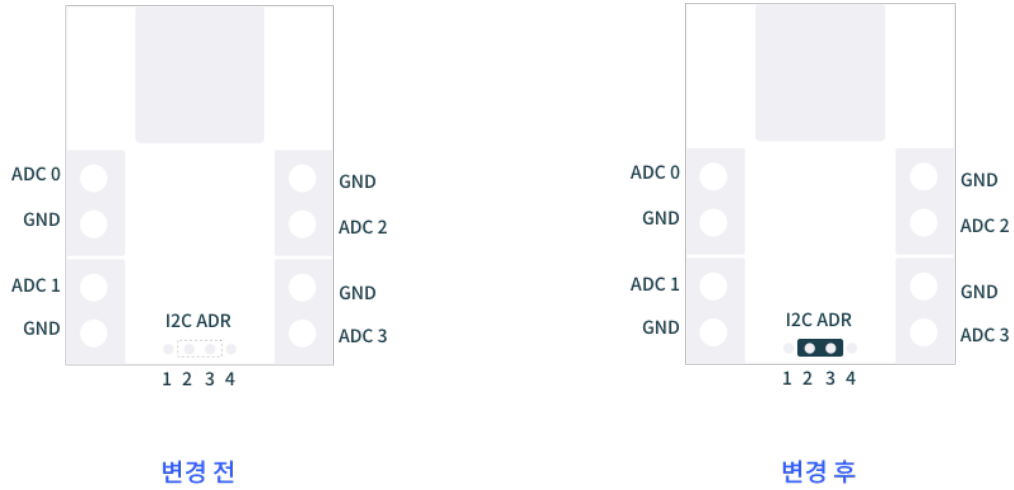 ADC 0
GND
ADC 1
GND
GND
ADC 2
GND
ADC 3
I2C ADR
1 2 3 4
변경 전
ADC 0
GND
ADC 1
GND
GND
ADC 2
GND
ADC 3
I2C ADR
1 2 3 4
변경 후